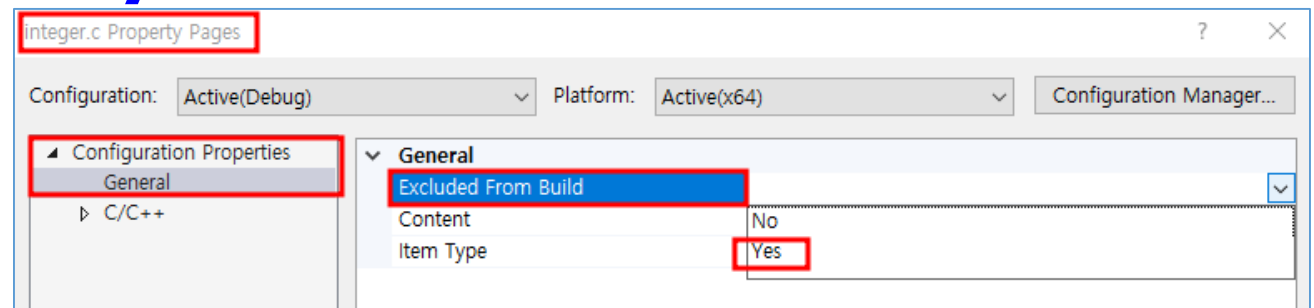 integer.c Property Pages
? ×
Configuration: Active(Debug) Platform: Active(x64) Configuration Manager...
Configuration Properties
General
C/C++
General
Excluded From Build
Content
No
Item Type
Yes